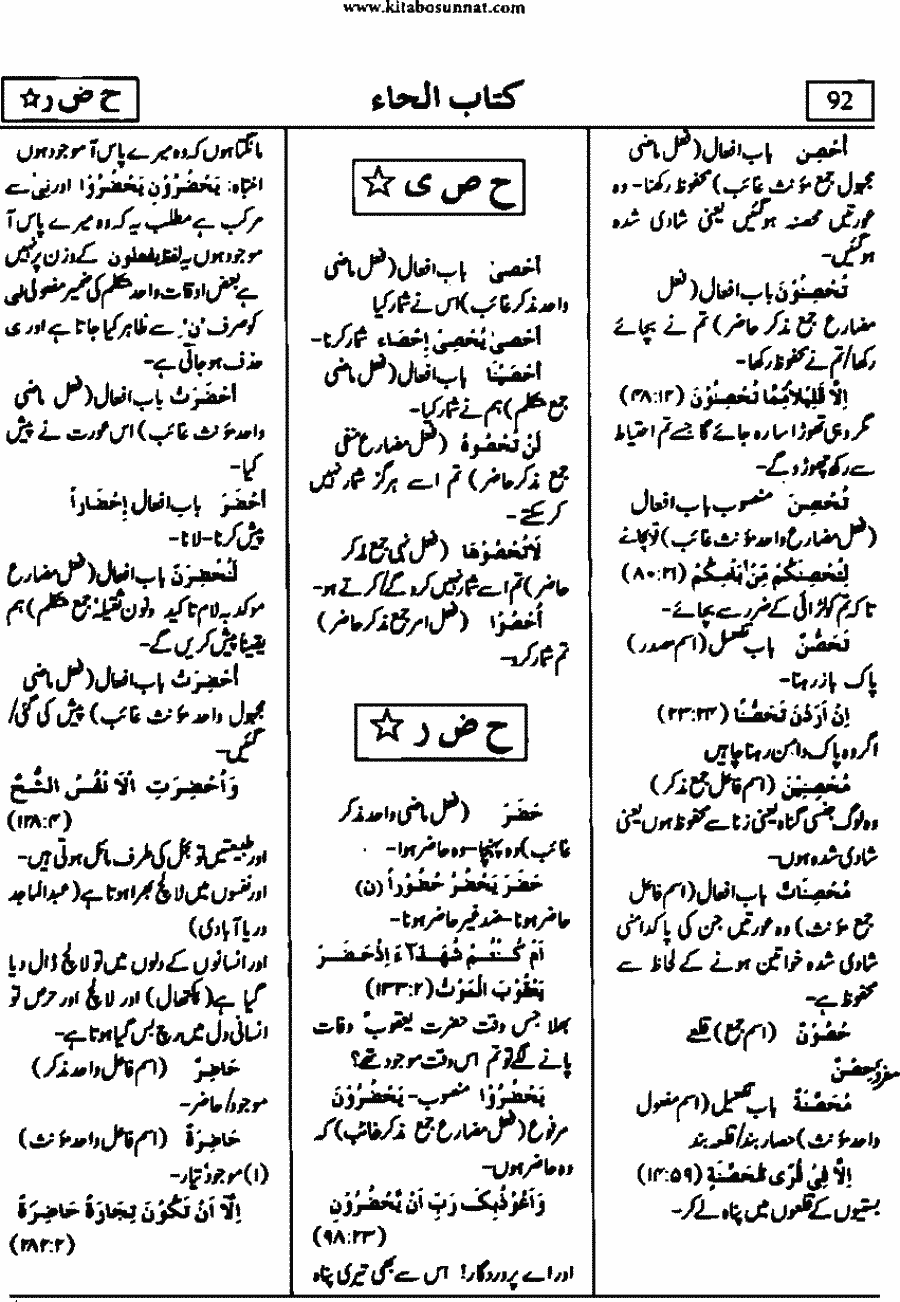 www.kitabosunnat.com
92
کتاب الحاء
ح ض ر☆
اُحْصِنَ باب افعال (فعل ماضی
مجہول جمع مؤنث غائب) محفوظ رکھنا۔ وہ
عورتیں محصنہ ہوگئیں یعنی شادی شدہ
ہوگئیں۔
تُحْصِنُوْنَ باب افعال (فعل
مضارع جمع مذکر حاضر) تم نے بچائے
رکھا/تم نے محفوظ رکھا۔
اِلَّا قَلِيْلًا مِّمَّا تُحْصِنُوْنَ (۴۸:۱۲)
مگر وہی تھوڑا سا رہ جائے گا جسے تم احتیاط
سے رکھ چھوڑو گے۔
تُحْصِنَ منصوب باب افعال
(فعل مضارع واحد مؤنث غائب) تو بچائے
لِتُحْصِنَكُمْ مِّنْ بَاْسِكُمْ (۸۰:۲۱)
تا کہ تم کو لڑائی کے ضرر سے بچائے۔
تَحَصُّنٌ باب تفعل (اسم مصدر)
پاک باز رہنا۔
اِنْ اَرَدْنَ تَحَصُّنًا (۲۳:۲۴)
اگر وہ پاک دامن رہنا چاہیں
مُحْصِنِيْنَ (اسم فاعل جمع مذکر)
وہ لوگ جنسی گناہ یعنی زنا سے محفوظ ہوں یعنی
شادی شدہ ہوں۔
مُحْصِنَاتٌ باب افعال (اسم فاعل
جمع مؤنث) وہ عورتیں جن کی پاکدامنی
شادی شدہ خواتین ہونے کے لحاظ سے
محفوظ ہے۔
حُصُوْنٌ (اسم جمع) قلعے
مفرد حِصْنٌ
مُحَصَّنَةٌ باب تفعیل (اسم مفعول
واحد مؤنث) حصار بند/ قلعہ بند
اِلَّا فِيْ قُرًى مُّحَصَّنَةٍ (۱۴:۵۹)
بستیوں کے قلعوں میں پناہ لے کر۔
ح ص ی☆
اَحْصىٰ باب افعال (فعل ماضی
واحد مذکر غائب) اس نے شمار کیا
اَحْصىٰ يُحْصِىْ اِحْصَاء شمار کرنا۔
اَحْصَيْنَا باب افعال (فعل ماضی
جمع متکلم) ہم نے شمار کیا۔
لَنْ تُحْصُوْهُ (فعل مضارع منفی
جمع مذکر حاضر) تم اسے ہرگز شمار نہیں
کر سکتے۔
لَاتُحْصُوْهَا (فعل نہی جمع مذکر
حاضر) تم اسے شمار نہیں کرو گے/ کرتے ہو۔
اُحْصُوْا (فعل امر جمع مذکر حاضر)
تم شمار کرو۔
ح ض ر☆
حَضَرَ (فعل ماضی واحد مذکر
غائب) وہ پہنچا۔ وہ حاضر ہوا۔
حَضَرَ يَحْضُرُ حُضُوْراً (ن)
حاضر ہونا۔ ضد غیر حاضر ہونا۔
اَمْ كُنْتُمْ شُهَدَآءَ اِذْحَضَرَ
يَعْقُوْبَ الْمَوْتُ (۱۳۳:۲)
بھلا جس وقت حضرت یعقوبؑ وفات
پانے لگے تو تم اس وقت موجود تھے؟
يَحْضُرُوْا منصوب۔ يَحْضُرُوْنَ
مرفوع (فعل مضارع جمع مذکر غائب) کہ
وہ حاضر ہوں۔
وَاَعُوْذُبِكَ رَبِّ اَنْ يَّحْضُرُوْنِ
(۹۸:۲۳)
اور اے پروردگار! اس سے بھی تیری پناہ
مانگتا ہوں کہ وہ میرے پاس آ موجود ہوں
انتباہ: يَحْضُرُوْنِ يَحْضُرُوْا اور نِیْ سے
مرکب ہے مطلب یہ کہ وہ میرے پاس آ
موجود ہوں یہ لفظ یفعلون کے وزن پر نہیں
ہے بعض اوقات واحد متکلم کی ضمیر مفعولی نی
کو صرف 'نِ' سے ظاہر کیا جاتا ہے اور ی
حذف ہو جاتی ہے۔
اَحْضَرَتْ باب افعال (فعل ماضی
واحد مؤنث غائب) اس عورت نے پیش
کیا۔
اَحْضَرَ باب افعال اِحْضَاراً
پیش کرنا۔ لانا۔
لَنُحْضِرَنَّ باب افعال (فعل مضارع
موکد بہ لام تاکید و نون ثقیلہ جمع متکلم) ہم
یقیناً پیش کریں گے۔
اُحْضِرَتْ باب افعال (فعل ماضی
مجہول واحد مؤنث غائب) پیش کی گئی/
گئیں۔
وَاُحْضِرَتِ الْاَ نْفُسُ الشُّحَّ
(۱۲۸:۴)
اور طبیعتیں تو بخل کی طرف مائل ہوتی ہیں۔
اور نفسوں میں لالچ بھرا ہوتا ہے (عبدالماجد
دریا آبادی)
اور انسانوں کے دلوں میں تو لالچ ڈال دیا
گیا ہے (پکتھال) اور لالچ اور حرص تو
انسانی دل میں رچ بس گیا ہوتا ہے۔
حَاضِرٌ (اسم فاعل واحد مذکر)
موجود/ حاضر۔
حَاضِرَةٌ (اسم فاعل واحد مؤنث)
(۱) موجود تیار۔
اِلَّآ اَنْ تَكُوْنَ تِجَارَةً حَاضِرَةً
(۲۸۲:۲)